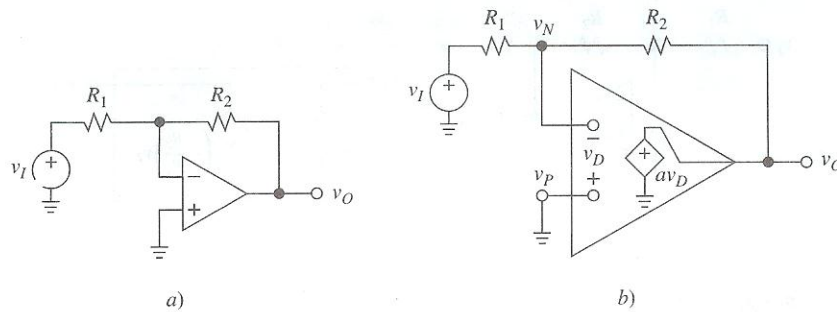 R1
R2
vI
+
−
+
vO
a)
R1
vN
R2
+
vI
−
vD
+
vP
+
avD
vO
b)